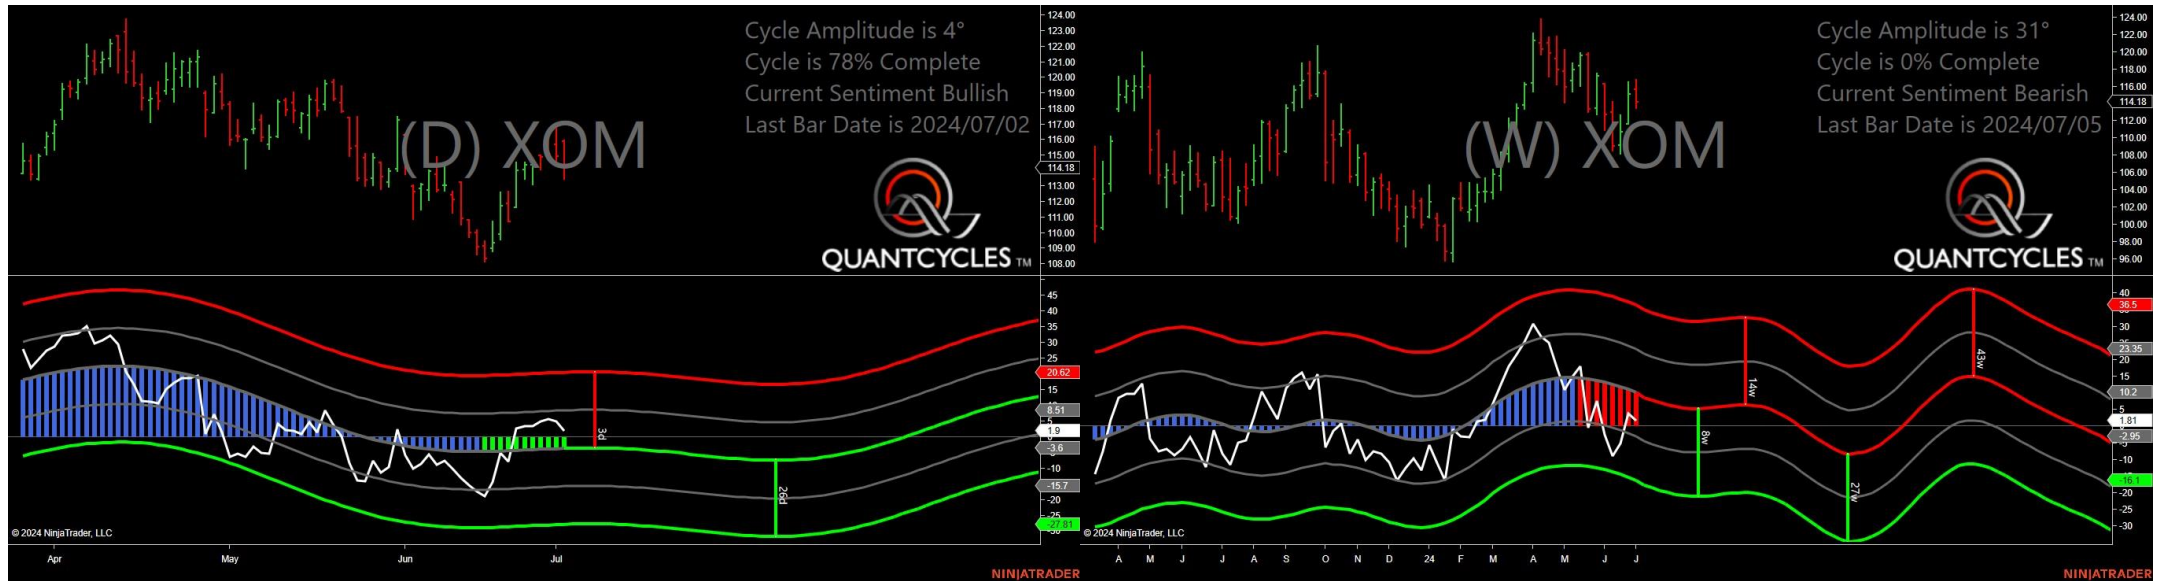 Cycle Amplitude is 4°
Cycle is 78% Complete
Current Sentiment Bullish
Last Bar Date is 2024/07/02
(D) XOM
QUANTCYCLES TM
124.00
122.00
121.00
120.00
119.00
118.00
117.00
116.00
115.00
114.18
113.00
112.00
111.00
110.00
109.00
108.00
45
40
35
30
25
20.62
15
8.51
1.9
-3.6
-10
-15.7
-20
-25
-27.81
3d
26d
© 2024 NinjaTrader, LLC
Apr May Jun Jul
NINJATRADER
Cycle Amplitude is 31°
Cycle is 0% Complete
Current Sentiment Bearish
Last Bar Date is 2024/07/05
(W) XOM
QUANTCYCLES TM
124.00
122.00
120.00
118.00
116.00
114.18
112.00
110.00
108.00
106.00
104.00
102.00
100.00
98.00
96.00
40
36.5
30
23.35
20
15
10.2
5
1.81
-2.95
-10
-16.1
-20
-30
14w
8w
27w
43w
© 2024 NinjaTrader, LLC
A M J J A S O N D 24 F M A M J J
NINJATRADER